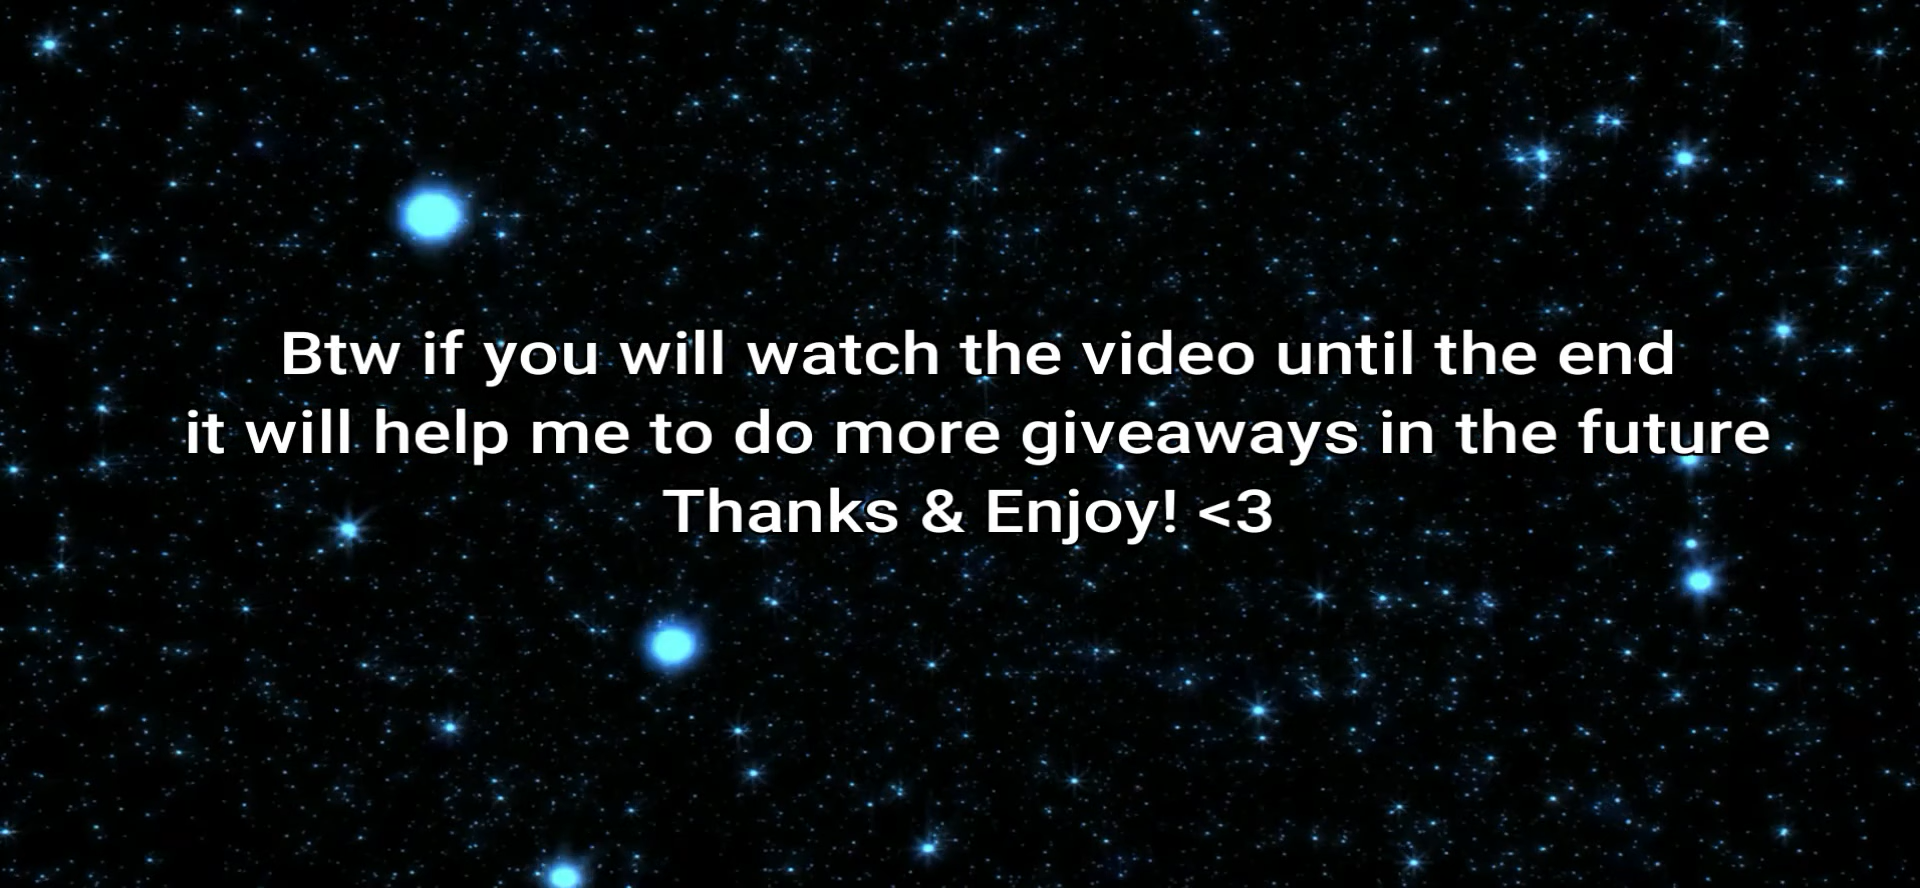 Btw if you will watch the video until the end
it will help me to do more giveaways in the future
Thanks & Enjoy! <3